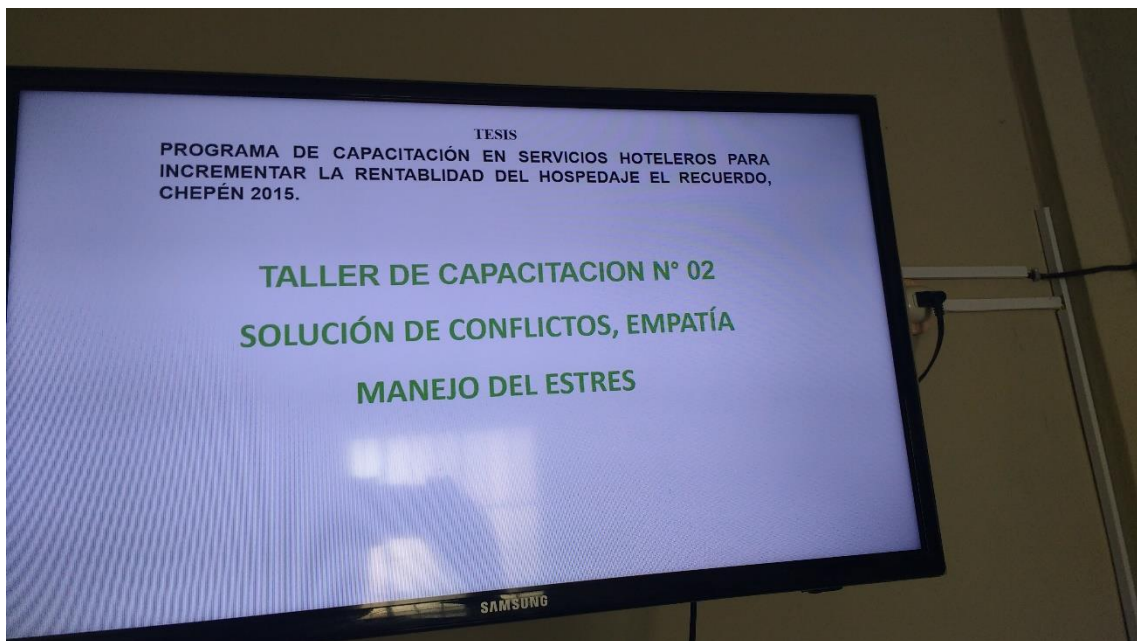 TESIS
PROGRAMA DE CAPACITACIÓN EN SERVICIOS HOTELEROS PARA
INCREMENTAR LA RENTABLIDAD DEL HOSPEDAJE EL RECUERDO,
CHEPÉN 2015.
TALLER DE CAPACITACION N° 02
SOLUCIÓN DE CONFLICTOS, EMPATÍA
MANEJO DEL ESTRES
SAMSUNG